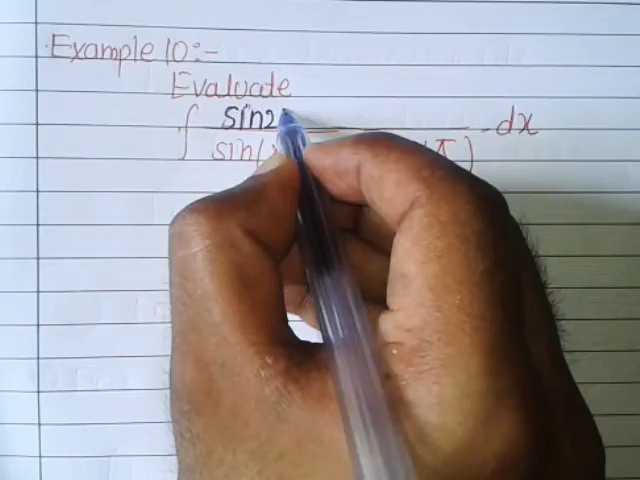 Example 10:-
Evaluate
∫ sin2 dx
sin( π )